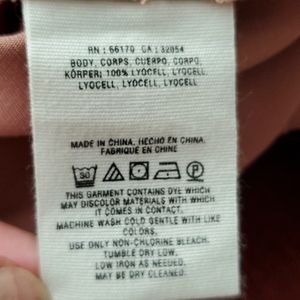 RN: 66170 CA: 32054
BODY, CORPS, CUERPO, CORPO,
KÖRPER; 100% LYOCELL, LYOCELL,
LYOCELL, LYOCELL, LYOCELL
MADE IN CHINA, HECHO EN CHINA,
FABRIQUÉ EN CHINE
30 P
THIS GARMENT CONTAINS DYE WHICH
MAY DISCOLOR MATERIALS WITH WHICH
IT COMES IN CONTACT.
MACHINE WASH COLD GENTLE WITH LIKE
COLORS.
USE ONLY NON-CHLORINE BLEACH.
TUMBLE DRY LOW.
LOW IRON AS NEEDED.
MAY BE DRY CLEANED.